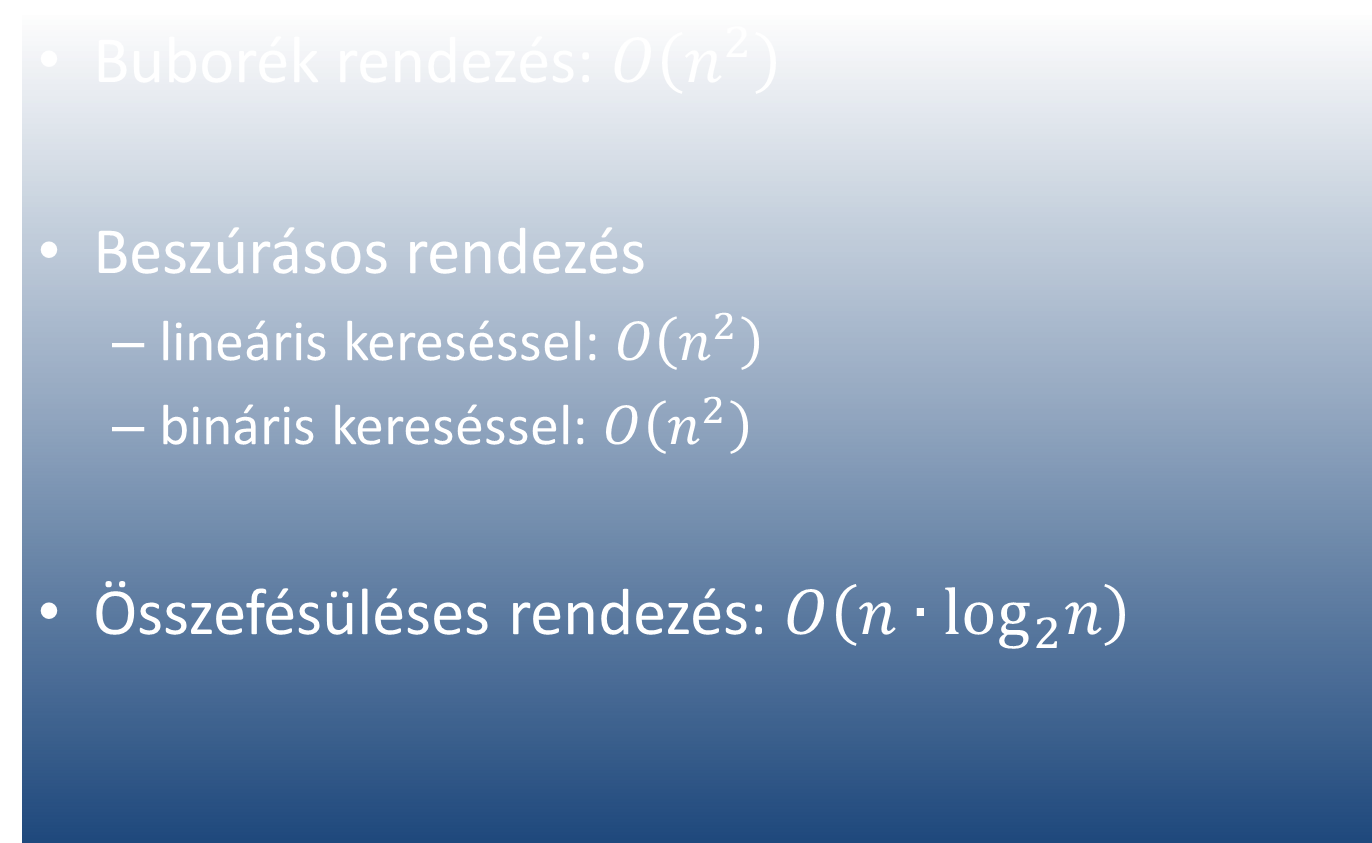 • Buborék rendezés: O(n²)
• Beszúrásos rendezés
– lineáris kereséssel: O(n²)
– bináris kereséssel: O(n²)
• Összefésüléses rendezés: O(n · log₂n)